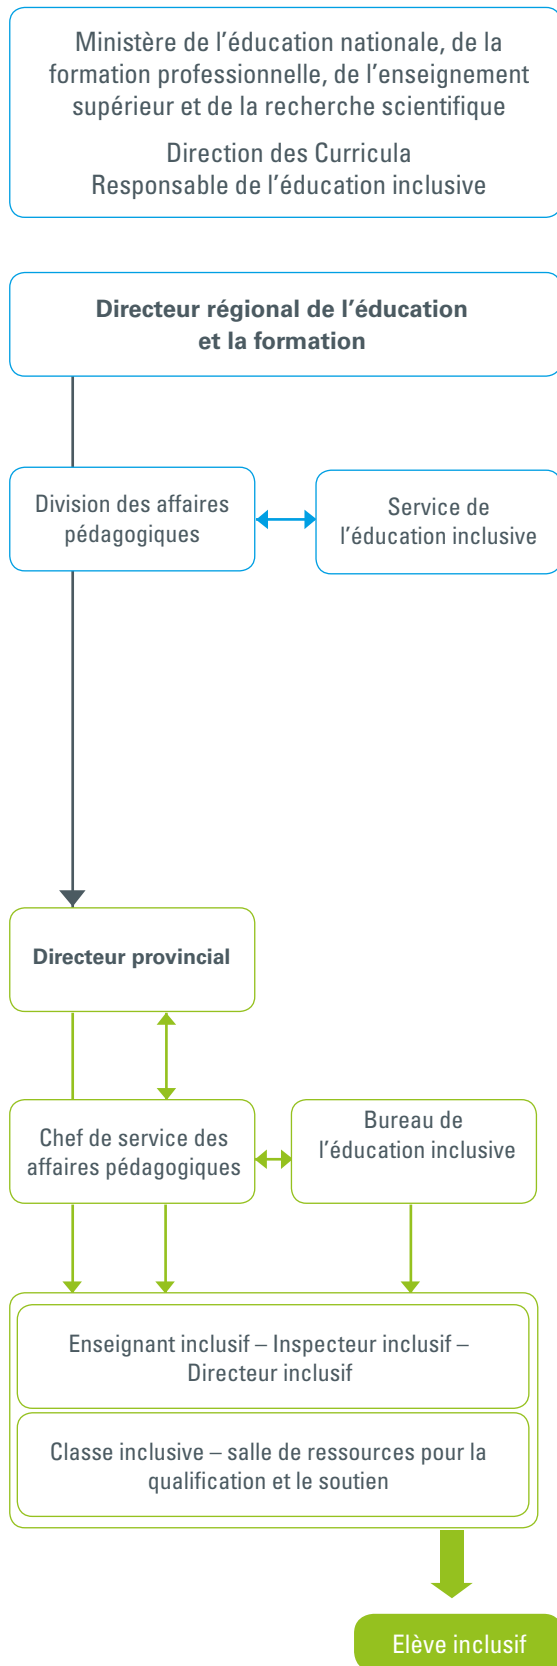 Ministère de l’éducation nationale, de la
formation professionnelle, de l’enseignement
supérieur et de la recherche scientifique
Direction des Curricula
Responsable de l’éducation inclusive
Directeur régional de l’éducation
et la formation
Division des affaires
pédagogiques
Service de
l’éducation inclusive
Directeur provincial
Chef de service des
affaires pédagogiques
Bureau de
l’éducation inclusive
Enseignant inclusif – Inspecteur inclusif –
Directeur inclusif
Classe inclusive – salle de ressources pour la
qualification et le soutien
Elève inclusif